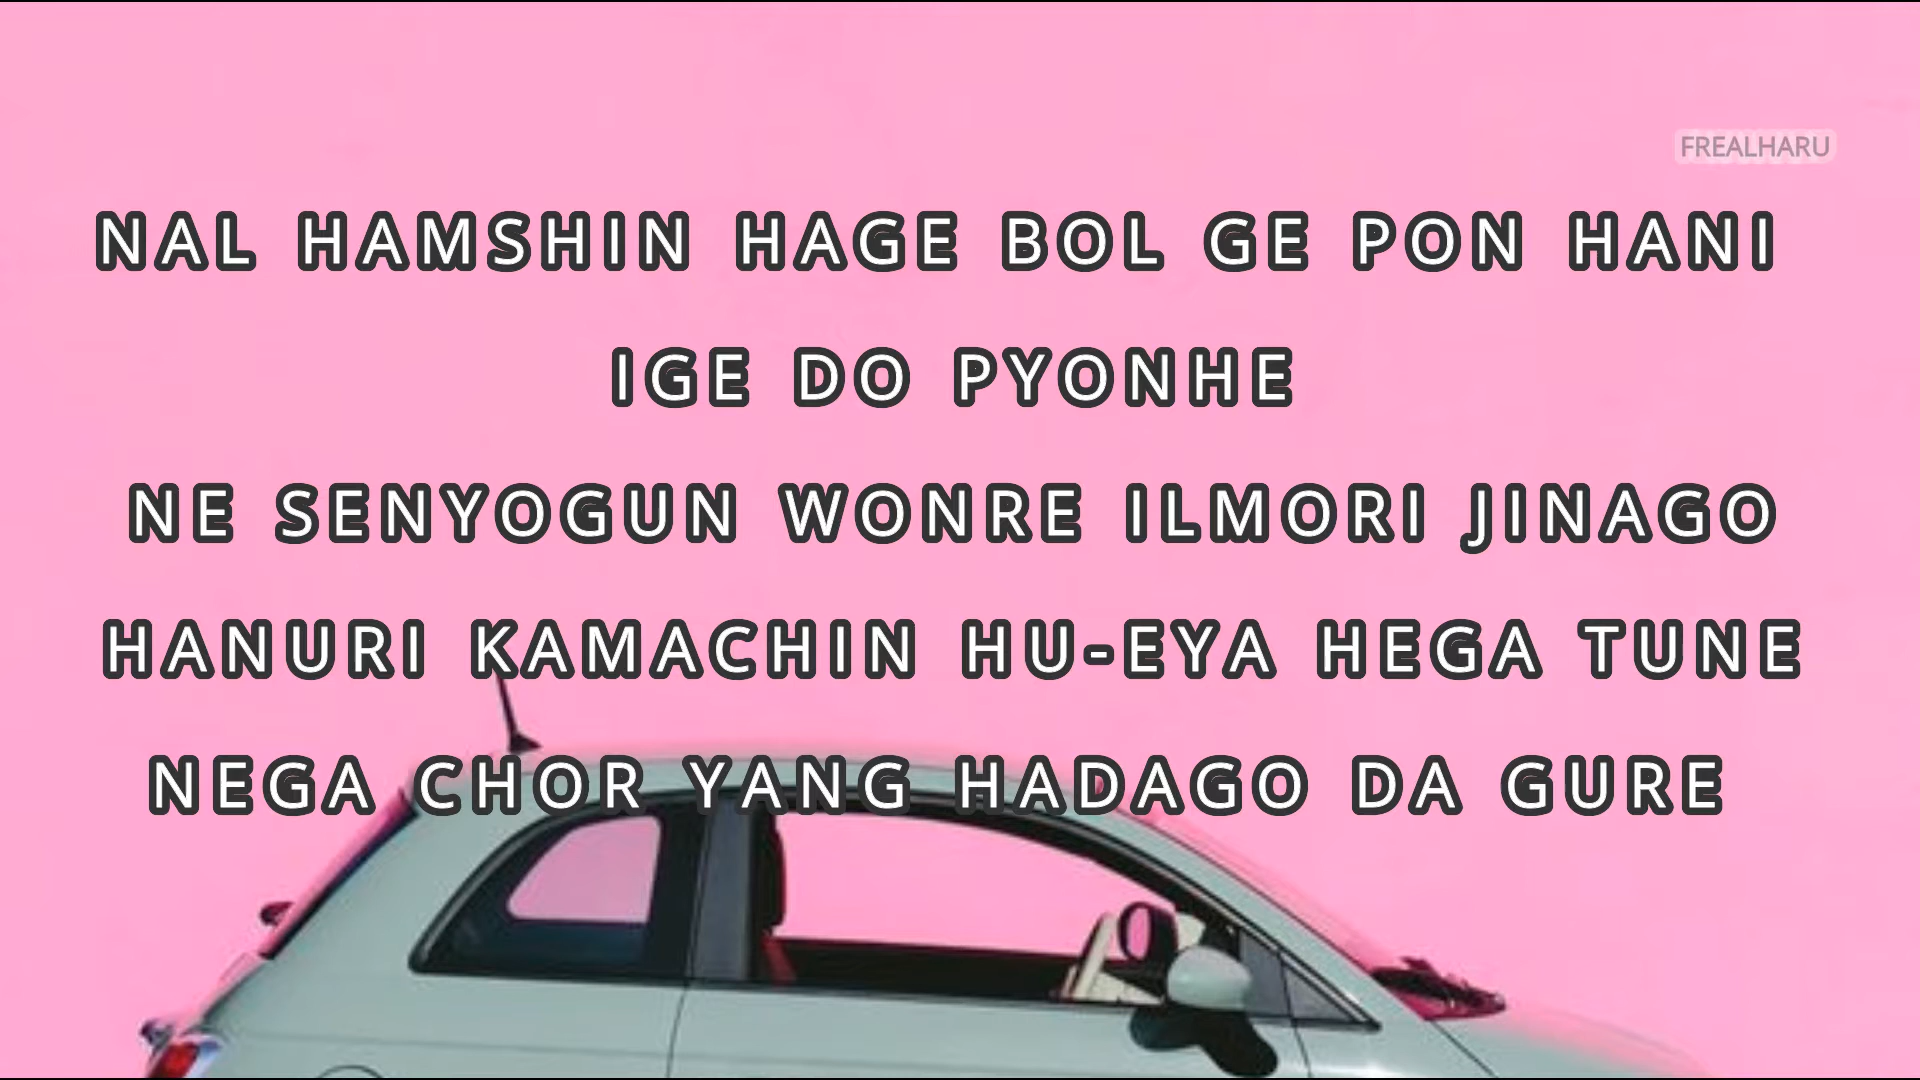 FREALHARU
NAL HAMSHIN HAGE BOL GE PON HANI
IGE DO PYONHE
NE SENYOGUN WONRE ILMORI JINAGO
HANURI KAMACHIN HU-EYA HEGA TUNE
NEGA CHOR YANG HADAGO DA GURE